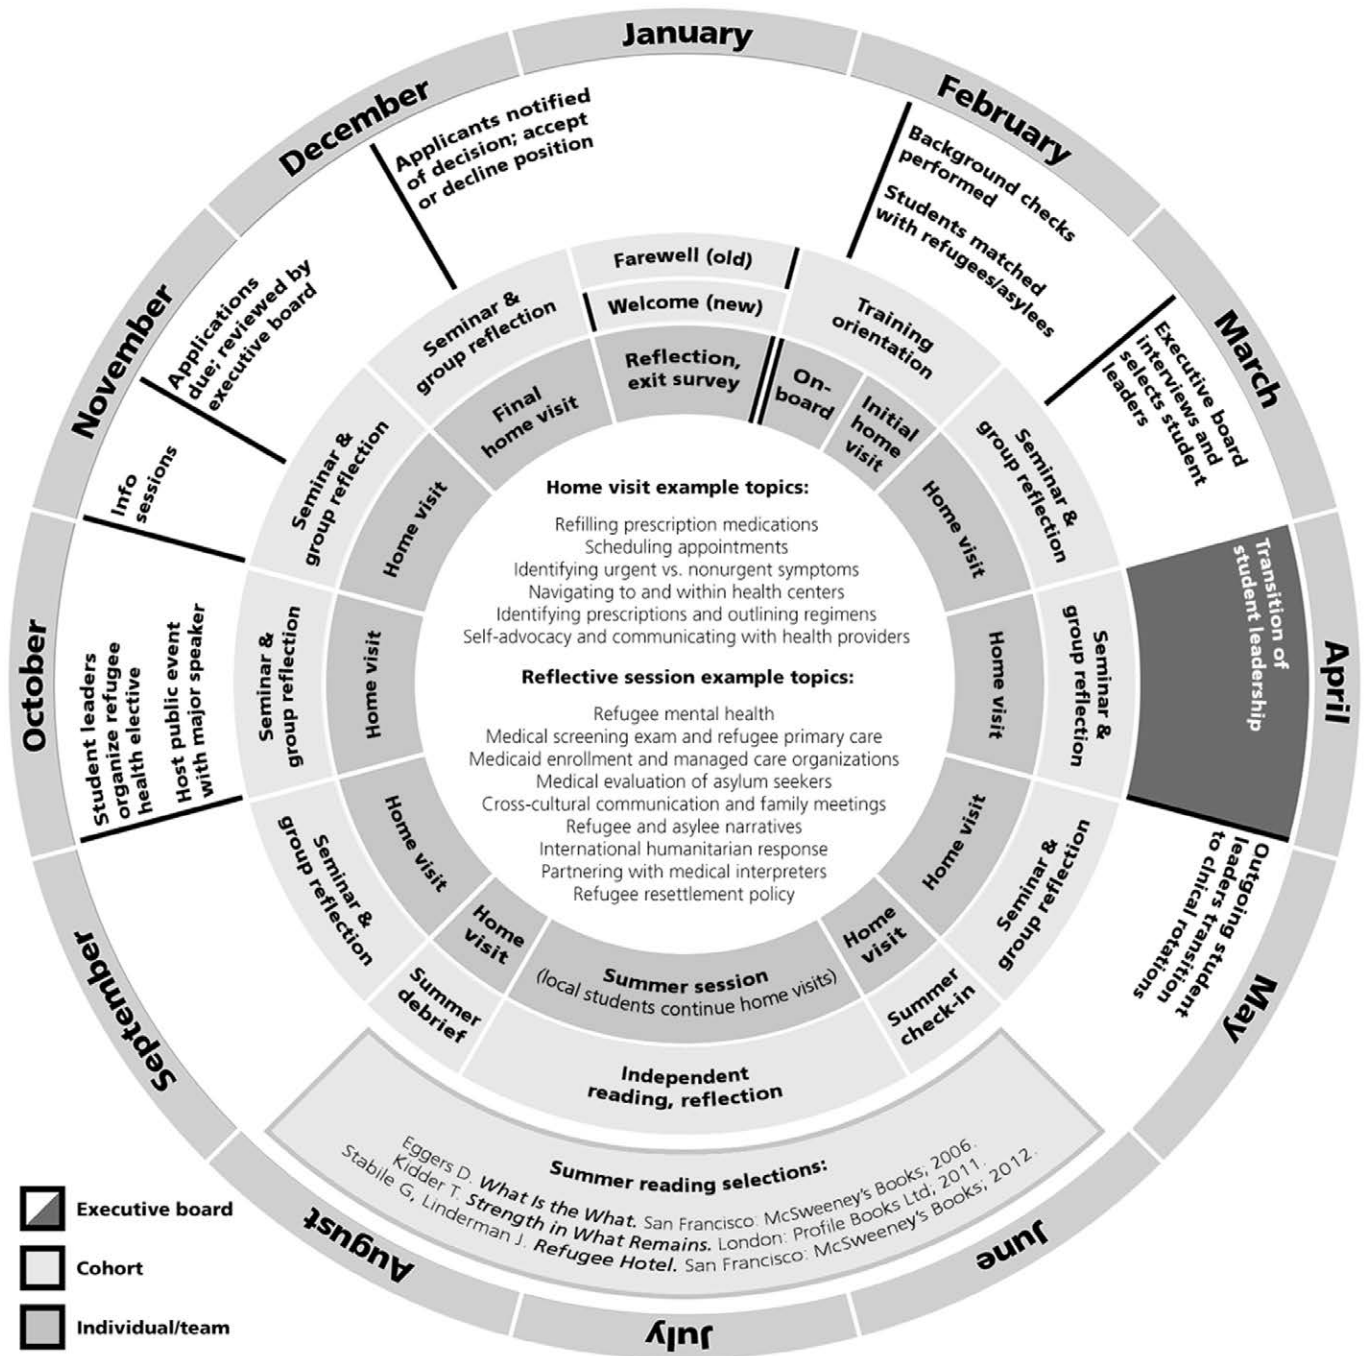 January
February
March
April
May
June
July
August
September
October
November
December
Applicants notified
of decision; accept
or decline position
Background checks
performed
Students matched
with refugees/asylees
Executive board
interviews and
selects student
leaders
Transition of
student leadership
Outgoing student
leaders transition
to clinical rotations
Student leaders
organize refugee
health elective
Host public event
with major speaker
Info
sessions
Applications
due; reviewed by
executive board
Farewell (old)
Welcome (new)
Training
orientation
Seminar &
group reflection
Seminar &
group reflection
Seminar &
group reflection
Summer
check-in
Independent
reading, reflection
Summer
debrief
Seminar &
group reflection
Seminar &
group reflection
Seminar &
group reflection
Seminar &
group reflection
Reflection,
exit survey
On-
board
Initial
home
visit
Home visit
Home visit
Home visit
Home
visit
Summer session
(local students continue home visits)
Home
visit
Home visit
Home visit
Home visit
Final
home visit
Home visit example topics:
Refilling prescription medications
Scheduling appointments
Identifying urgent vs. nonurgent symptoms
Navigating to and within health centers
Identifying prescriptions and outlining regimens
Self-advocacy and communicating with health providers
Reflective session example topics:
Refugee mental health
Medical screening exam and refugee primary care
Medicaid enrollment and managed care organizations
Medical evaluation of asylum seekers
Cross-cultural communication and family meetings
Refugee and asylee narratives
International humanitarian response
Partnering with medical interpreters
Refugee resettlement policy
Summer reading selections:
Eggers D. What Is the What. San Francisco: McSweeney's Books; 2006.
Kidder T. Strength in What Remains. London: Profile Books Ltd; 2011.
Stabile G, Linderman J. Refugee Hotel. San Francisco: McSweeney's Books; 2012.
Executive board
Cohort
Individual/team